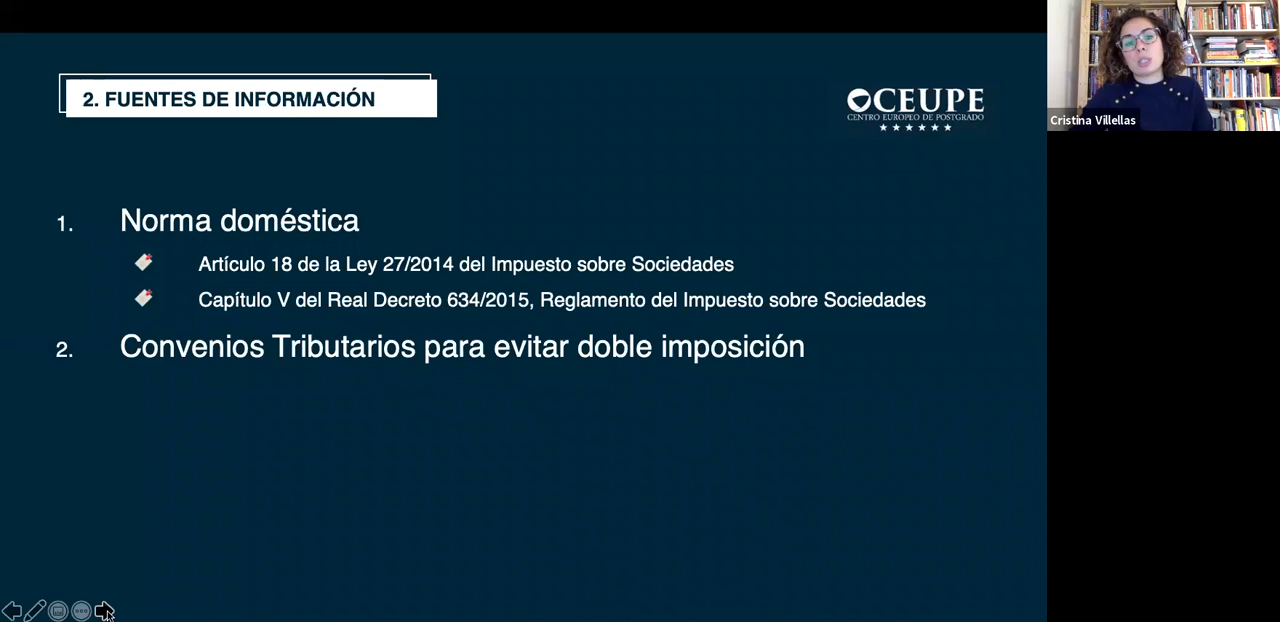 2. FUENTES DE INFORMACIÓN
CEUPE
CENTRO EUROPEO DE POSTGRADO
Cristina Villellas
1. Norma doméstica
Artículo 18 de la Ley 27/2014 del Impuesto sobre Sociedades
Capítulo V del Real Decreto 634/2015, Reglamento del Impuesto sobre Sociedades
2. Convenios Tributarios para evitar doble imposición